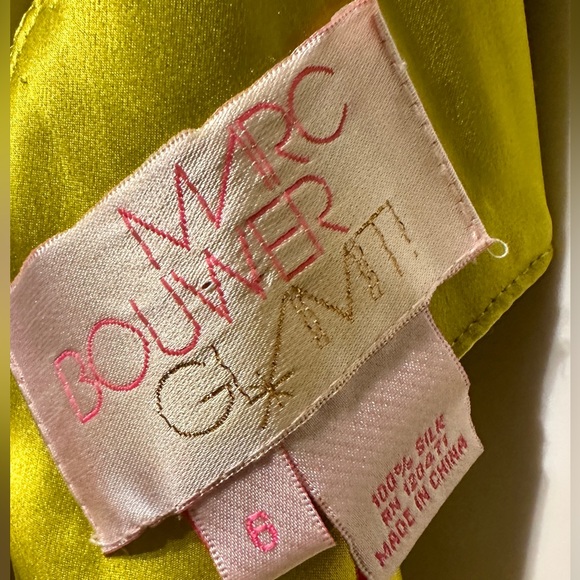 MARC
BOUWER
GLAMIT!
6
100% SILK
RN 120471
MADE IN CHINA